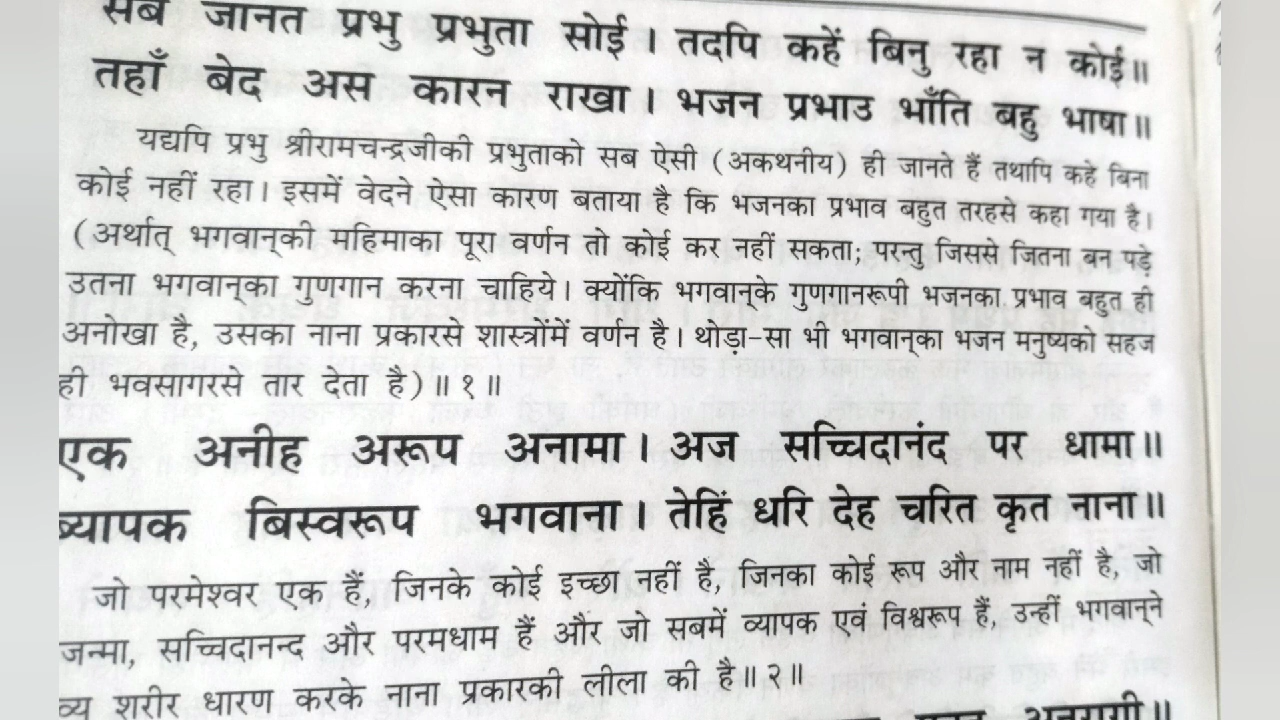 सब जानत प्रभु प्रभुता सोई। तदपि कहें बिनु रहा न कोई॥
तहाँ बेद अस कारन राखा। भजन प्रभाउ भाँति बहु भाषा॥
यद्यपि प्रभु श्रीरामचन्द्रजीकी प्रभुताको सब ऐसी (अकथनीय) ही जानते हैं तथापि कहे बिना
कोई नहीं रहा। इसमें वेदने ऐसा कारण बताया है कि भजनका प्रभाव बहुत तरहसे कहा गया है।
(अर्थात् भगवान्‌की महिमाका पूरा वर्णन तो कोई कर नहीं सकता; परन्तु जिससे जितना बन पड़े
उतना भगवान्‌का गुणगान करना चाहिये। क्योंकि भगवान्‌के गुणगानरूपी भजनका प्रभाव बहुत ही
अनोखा है, उसका नाना प्रकारसे शास्त्रोंमें वर्णन है। थोड़ा-सा भी भगवान्‌का भजन मनुष्यको सहज
ही भवसागरसे तार देता है)॥१॥
एक अनीह अरूप अनामा। अज सच्चिदानंद पर धामा॥
ब्यापक बिस्वरूप भगवाना। तेहिं धरि देह चरित कृत नाना॥
जो परमेश्वर एक हैं, जिनके कोई इच्छा नहीं है, जिनका कोई रूप और नाम नहीं है, जो
जन्मा, सच्चिदानन्द और परमधाम हैं और जो सबमें व्यापक एवं विश्वरूप हैं, उन्हीं भगवान्‌ने
व्य शरीर धारण करके नाना प्रकारकी लीला की है॥२॥